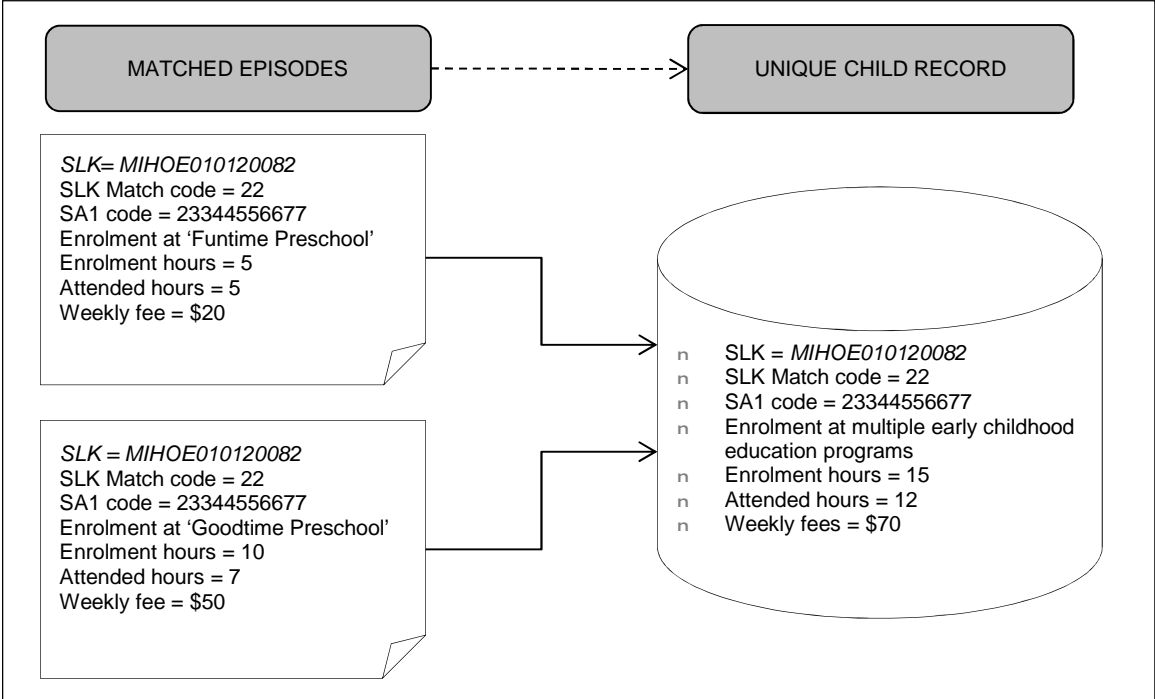 MATCHED EPISODES
UNIQUE CHILD RECORD
SLK= MIHOE010120082
SLK Match code = 22
SA1 code = 23344556677
Enrolment at ‘Funtime Preschool’
Enrolment hours = 5
Attended hours = 5
Weekly fee = $20
SLK = MIHOE010120082
SLK Match code = 22
SA1 code = 23344556677
Enrolment at ‘Goodtime Preschool’
Enrolment hours = 10
Attended hours = 7
Weekly fee = $50
n SLK = MIHOE010120082
n SLK Match code = 22
n SA1 code = 23344556677
n Enrolment at multiple early childhood
education programs
n Enrolment hours = 15
n Attended hours = 12
n Weekly fees = $70